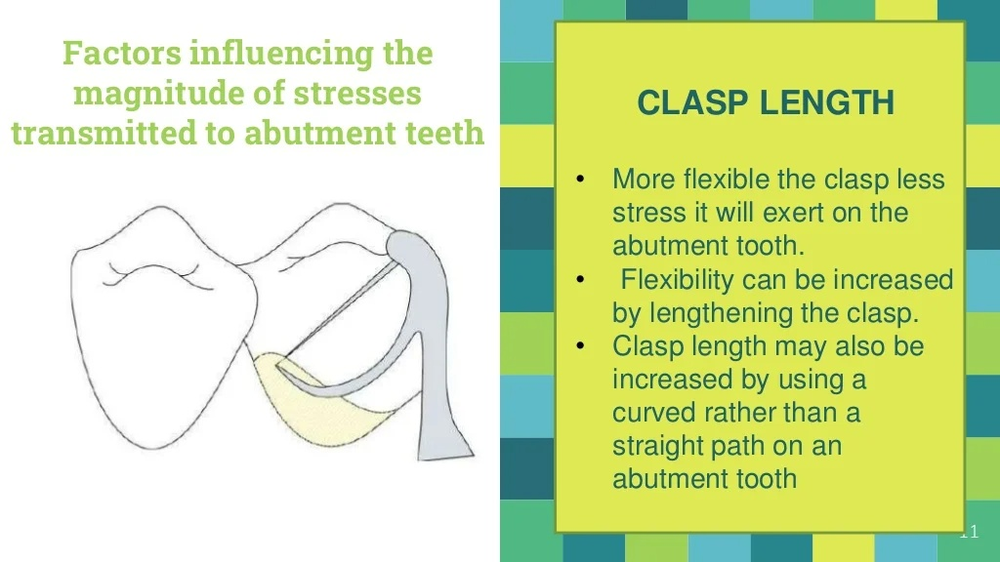 Factors influencing the
magnitude of stresses
transmitted to abutment teeth
CLASP LENGTH
• More flexible the clasp less
stress it will exert on the
abutment tooth.
• Flexibility can be increased
by lengthening the clasp.
• Clasp length may also be
increased by using a
curved rather than a
straight path on an
abutment tooth
11